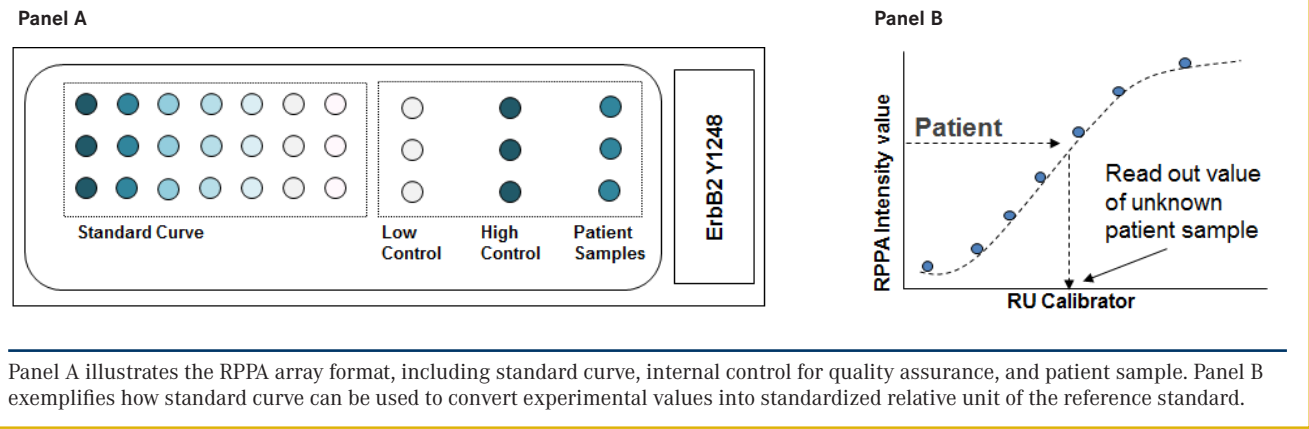 Panel A
Standard Curve
Low
Control
High
Control
Patient
Samples
ErbB2 Y1248
Panel B
RPPA Intensity value
Patient
Read out value
of unknown
patient sample
RU Calibrator
Panel A illustrates the RPPA array format, including standard curve, internal control for quality assurance, and patient sample. Panel B
exemplifies how standard curve can be used to convert experimental values into standardized relative unit of the reference standard.